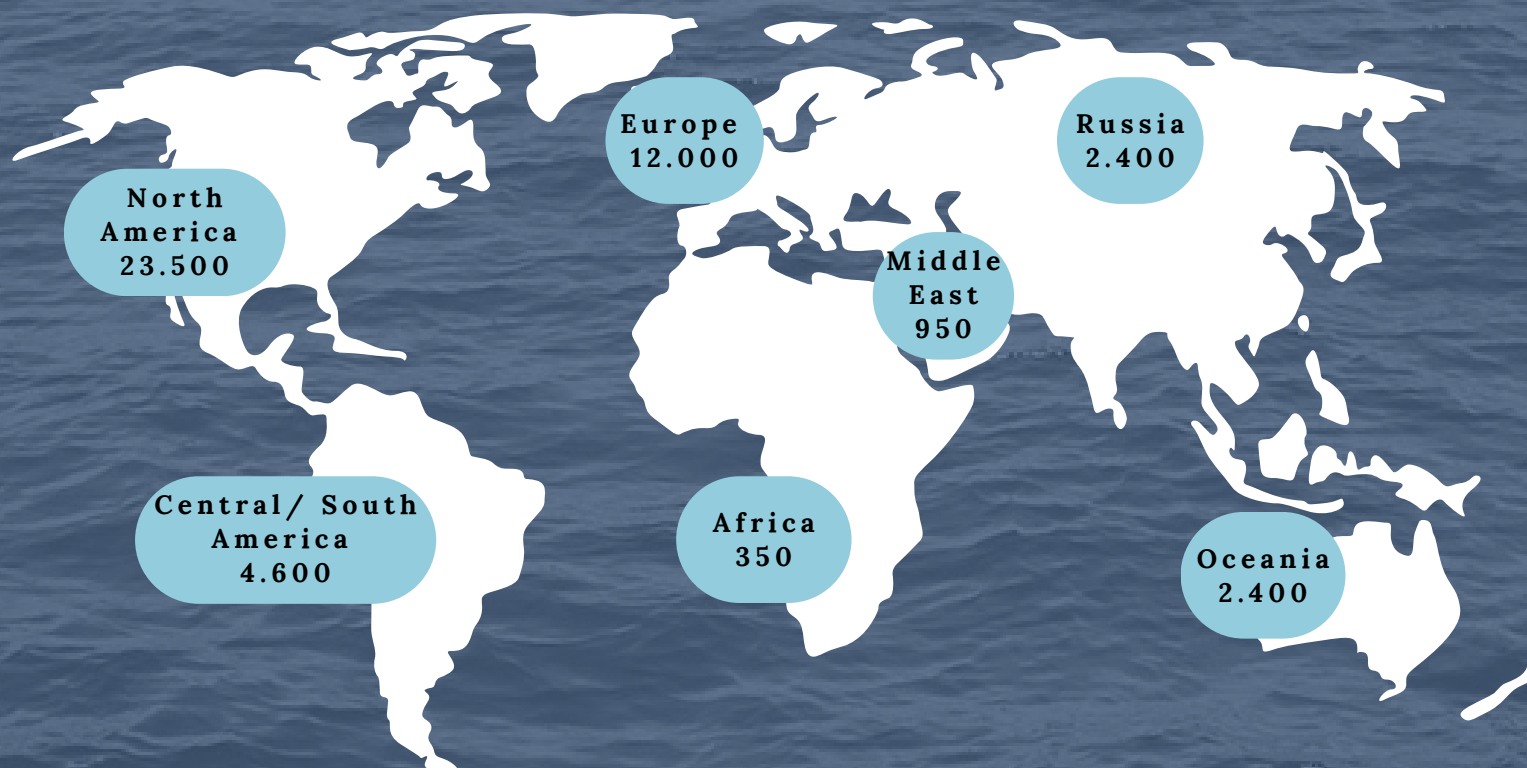 Europe
12.000
Russia
2.400
North
America
23.500
Middle
East
950
Central/ South
America
4.600
Africa
350
Oceania
2.400